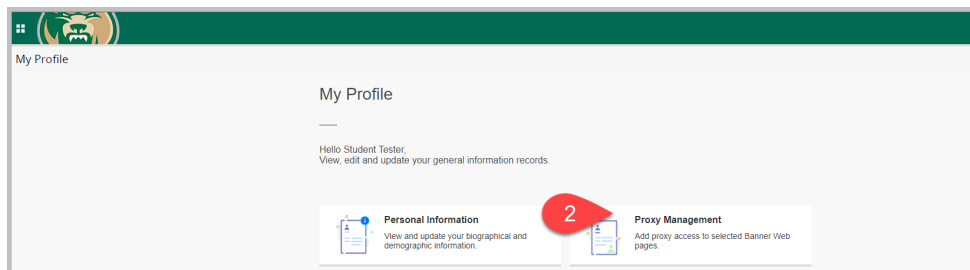 My Profile
My Profile
Hello Student Tester,
View, edit and update your general information records.
Personal Information
View and update your biographical and
demographic information.
2
Proxy Management
Add proxy access to selected Banner Web
pages.